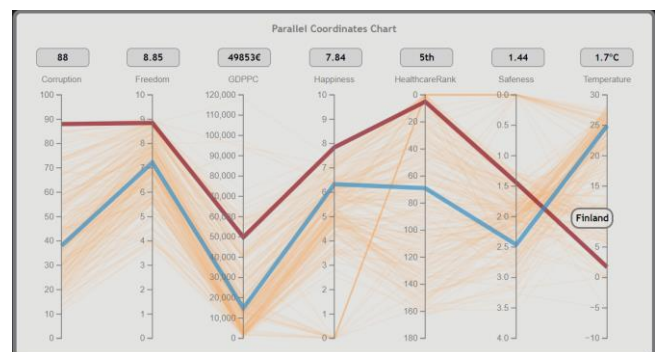 Parallel Coordinates Chart
88 8.85 49853€ 7.84 5th 1.44 1.7ºC
Corruption Freedom GDPPC Happiness HealthcareRank Safeness Temperature
100 10 120,000 10 0 0.0 30
90 9 110,000 9 20 0.5 25
80 8 100,000 8 40 1.0
70 7 90,000 7 60 1.5 15
60 6 80,000 6 80 2.0
50 5 70,000 5 100 2.5 5
40 4 60,000 4 120 3.0 0
30 3 50,000 3 140 3.5 −5
20 2 40,000 2 160 4.0 −10
10 1 30,000 1 180
0 0 20,000 0
10,000
0
Finland